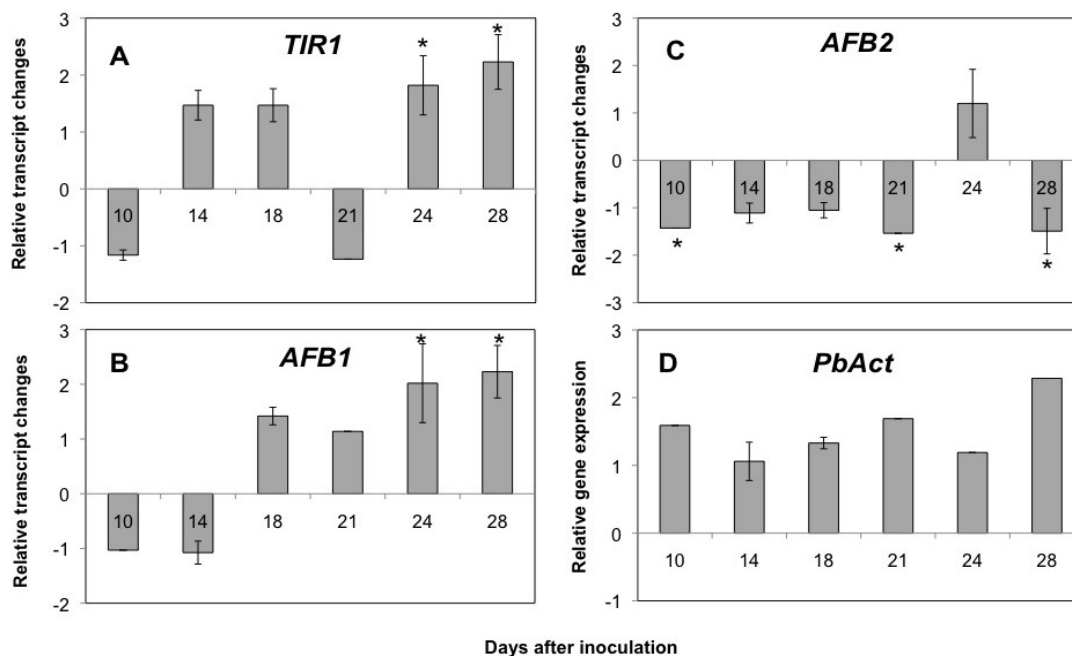 Relative transcript changes
3
2
1
0
-1
-2
A
TIR1
* *
10 14 18 21 24 28
Relative transcript changes
3
2
1
0
-1
-2
-3
C
AFB2
10 14 18 21 24 28
* * *
Relative transcript changes
3
2
1
0
-1
-2
B
AFB1
* *
10 14 18 21 24 28
Relative gene expression
3
2
1
0
-1
D
PbAct
10 14 18 21 24 28
Days after inoculation